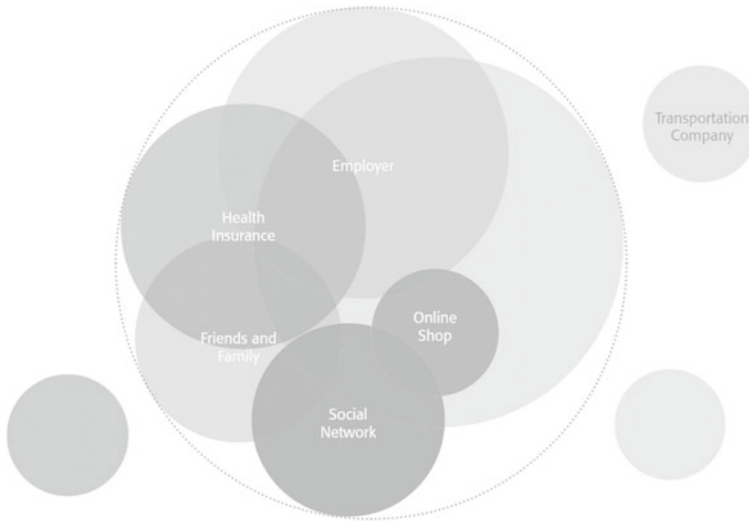 Transportation
Company
Employer
Health
Insurance
Online
Shop
Friends and
Family
Social
Network